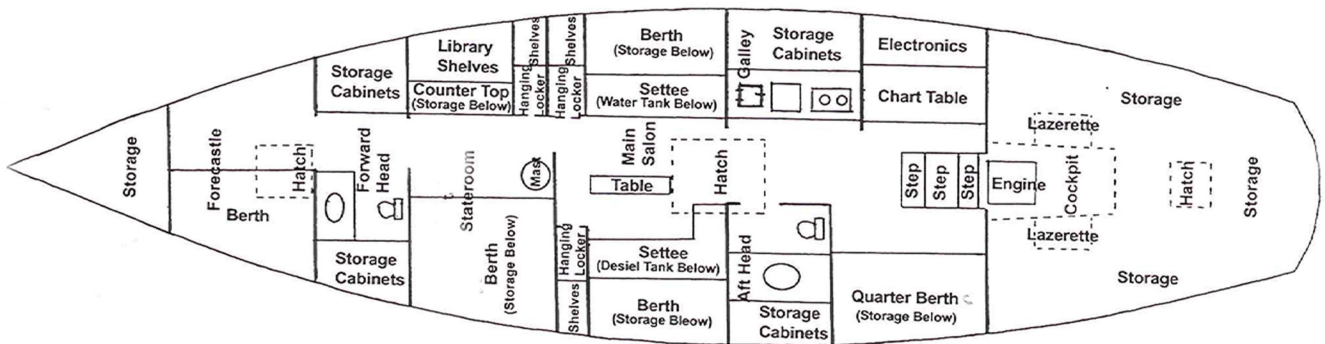 Storage
Forecastle
Berth
Hatch
Storage
Cabinets
Forward
Head
Storage
Cabinets
Library
Shelves
Counter Top
(Storage Below)
Stateroom
Berth
(Storage Below)
Shelves
Hanging
Locker
Shelves
Hanging
Locker
Mast
Hanging
Locker
Shelves
Berth
(Storage Below)
Settee
(Water Tank Below)
Main
Salon
Table
Hatch
Settee
(Desiel Tank Below)
Berth
(Storage Bleow)
Galley
Storage
Cabinets
Aft Head
Storage
Cabinets
Electronics
Chart Table
Step
Step
Step
Quarter Berth
(Storage Below)
Engine
Lazerette
Cockpit
Lazerette
Storage
Hatch
Storage
Storage